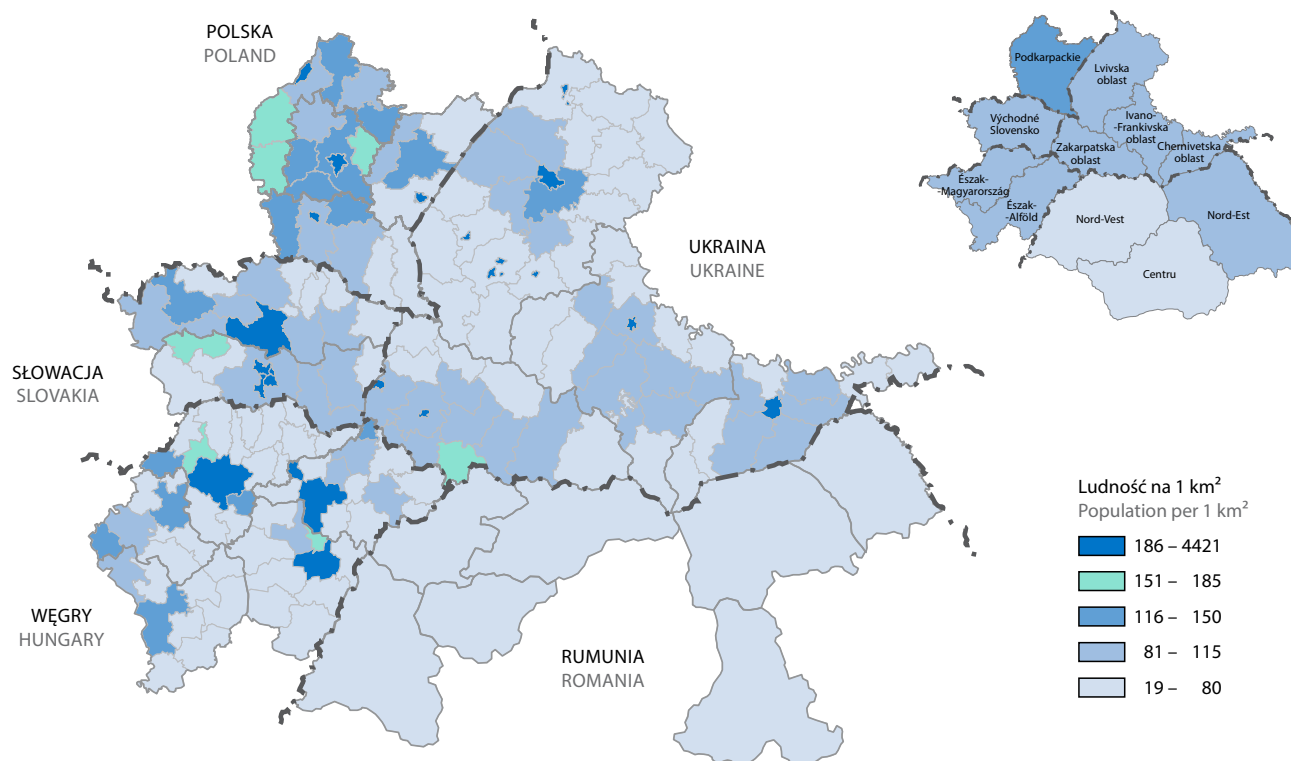 POLSKA
POLAND
UKRAINA
UKRAINE
SŁOWACJA
SLOVAKIA
WĘGRY
HUNGARY
RUMUNIA
ROMANIA
Podkarpackie
Lvivska
oblast
Východné
Slovensko
Ivano-
-Frankivska
oblast
Zakarpatska
oblast
Chernivetska
oblast
Észak-
-Magyarország
Észak-
-Alföld
Nord-Vest
Nord-Est
Centru
Ludność na 1 km²
Population per 1 km²
186 – 4421
151 – 185
116 – 150
81 – 115
19 – 80